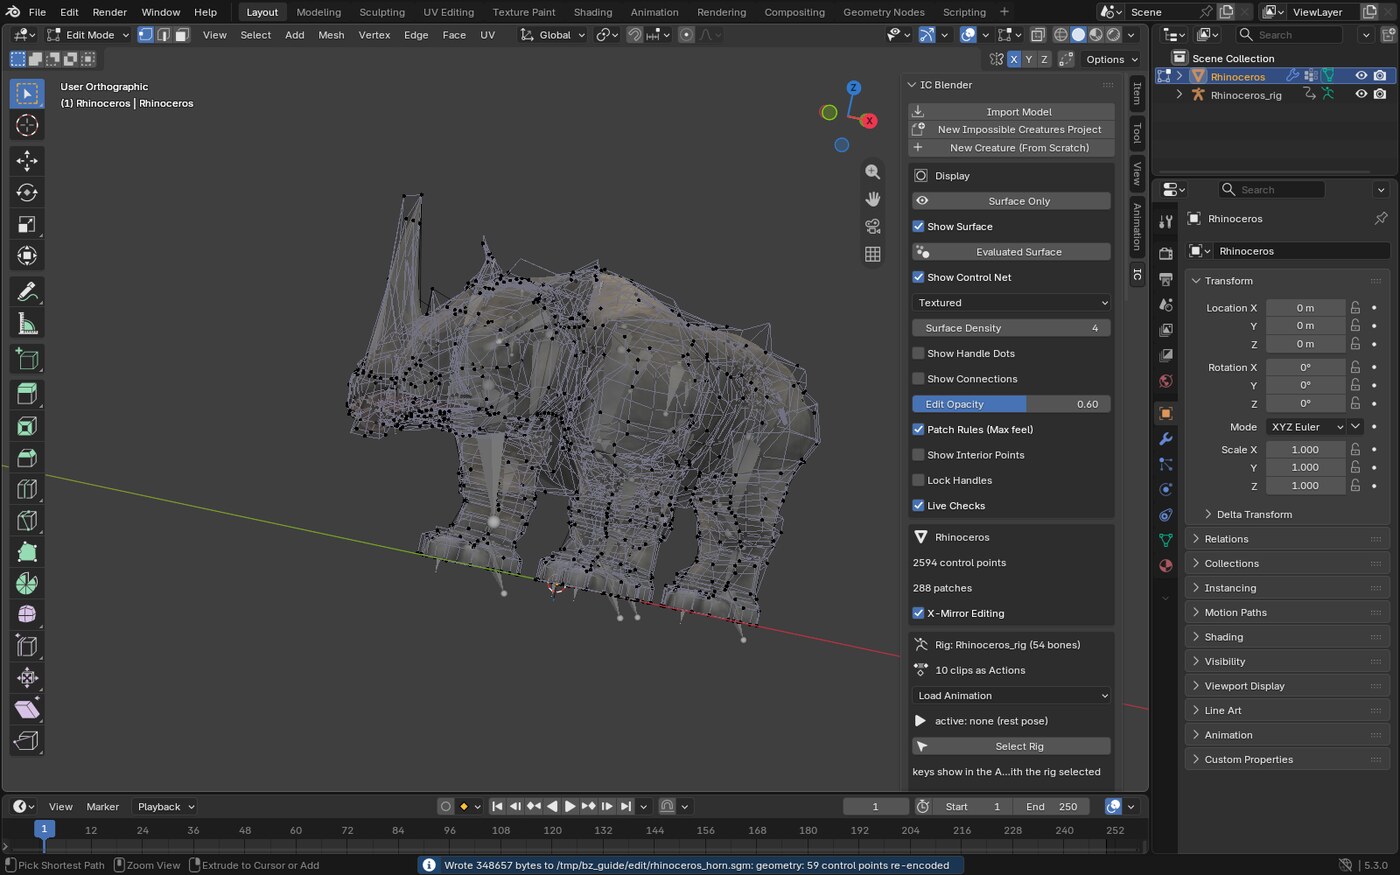 File Edit Render Window Help Layout Modeling Sculpting UV Editing Texture Paint Shading Animation Rendering Compositing Geometry Nodes Scripting + Scene ViewLayer
Edit Mode View Select Add Mesh Vertex Edge Face UV Global Search
X Y Z Options
Scene Collection
Rhinoceros
Rhinoceros_rig
User Orthographic
(1) Rhinoceros | Rhinoceros
Z
X
IC Blender
Import Model
New Impossible Creatures Project
New Creature (From Scratch)
Display
Surface Only
Show Surface
Evaluated Surface
Show Control Net
Textured
Surface Density 4
Show Handle Dots
Show Connections
Edit Opacity 0.60
Patch Rules (Max feel)
Show Interior Points
Lock Handles
Live Checks
Rhinoceros
2594 control points
288 patches
X-Mirror Editing
Rig: Rhinoceros_rig (54 bones)
10 clips as Actions
Load Animation
active: none (rest pose)
Select Rig
keys show in the A...ith the rig selected
Item
Tool
View
Animation
IC
Search
Rhinoceros
Rhinoceros
Transform
Location X 0 m
Y 0 m
Z 0 m
Rotation X 0°
Y 0°
Z 0°
Mode XYZ Euler
Scale X 1.000
Y 1.000
Z 1.000
Delta Transform
Relations
Collections
Instancing
Motion Paths
Shading
Visibility
Viewport Display
Line Art
Animation
Custom Properties
View Marker Playback 1 Start 1 End 250
1 12 24 36 48 60 72 84 96 108 120 132 144 156 168 180 192 204 216 228 240 252
Pick Shortest Path Zoom View Extrude to Cursor or Add Wrote 348657 bytes to /tmp/bz_guide/edit/rhinoceros_horn.sgm: geometry: 59 control points re-encoded 5.3.0